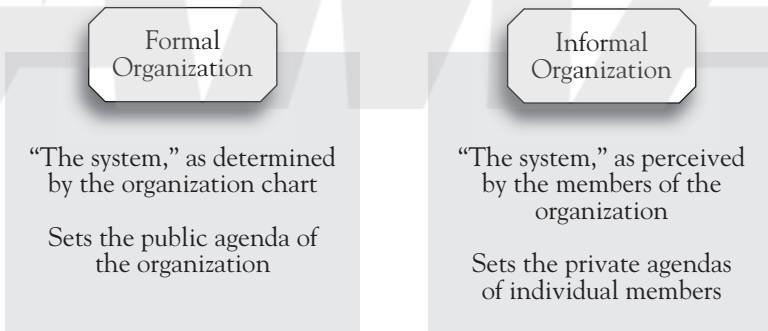 Formal
Organization
“The system,” as determined
by the organization chart
Sets the public agenda of
the organization
Informal
Organization
“The system,” as perceived
by the members of the
organization
Sets the private agendas
of individual members